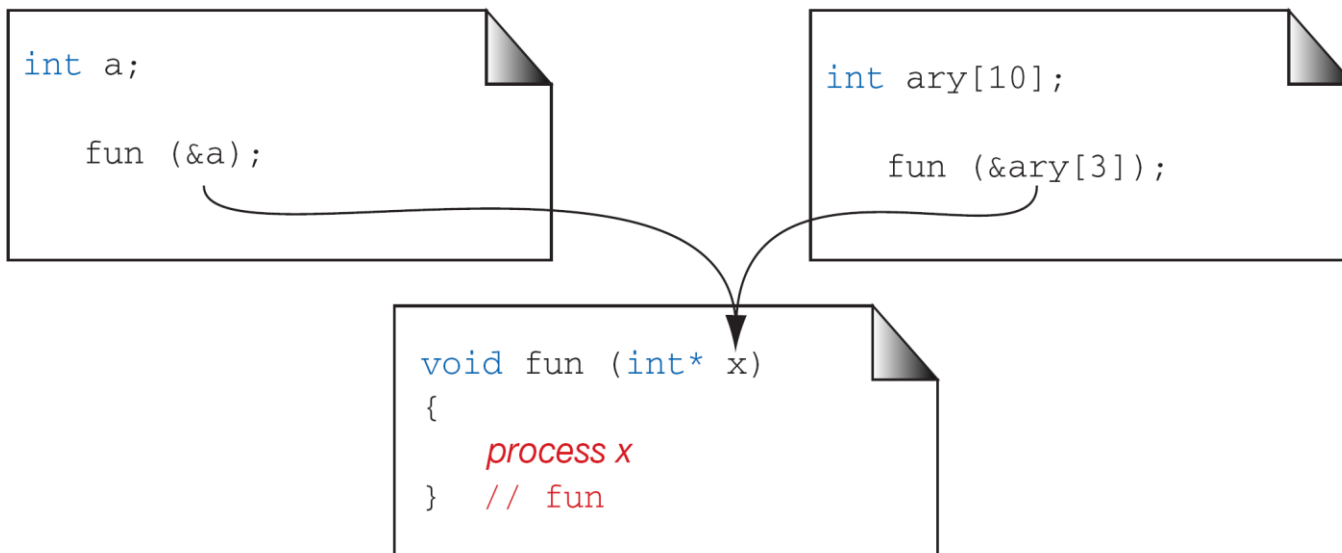 int a;
fun (&a);
int ary[10];
fun (&ary[3]);
void fun (int* x)
{
process x
} // fun